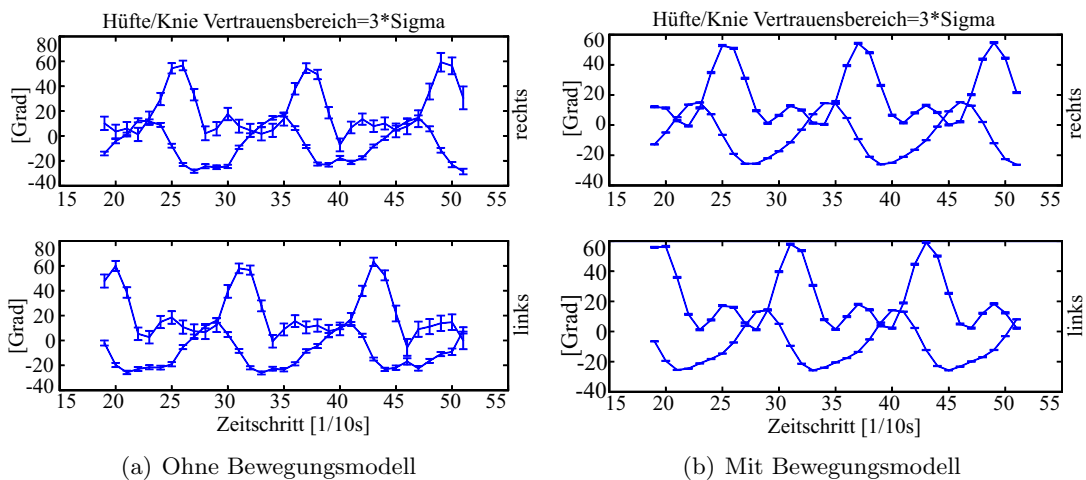 Hüfte/Knie Vertrauensbereich=3*Sigma
80
60
40
20
0
-20
-40
[Grad]
rechts
15 20 25 30 35 40 45 50 55
80
60
40
20
0
-20
-40
[Grad]
links
15 20 25 30 35 40 45 50 55
Zeitschritt [1/10s]
(a) Ohne Bewegungsmodell
Hüfte/Knie Vertrauensbereich=3*Sigma
60
40
20
0
-20
-40
[Grad]
rechts
15 20 25 30 35 40 45 50 55
60
40
20
0
-20
-40
[Grad]
links
15 20 25 30 35 40 45 50 55
Zeitschritt [1/10s]
(b) Mit Bewegungsmodell